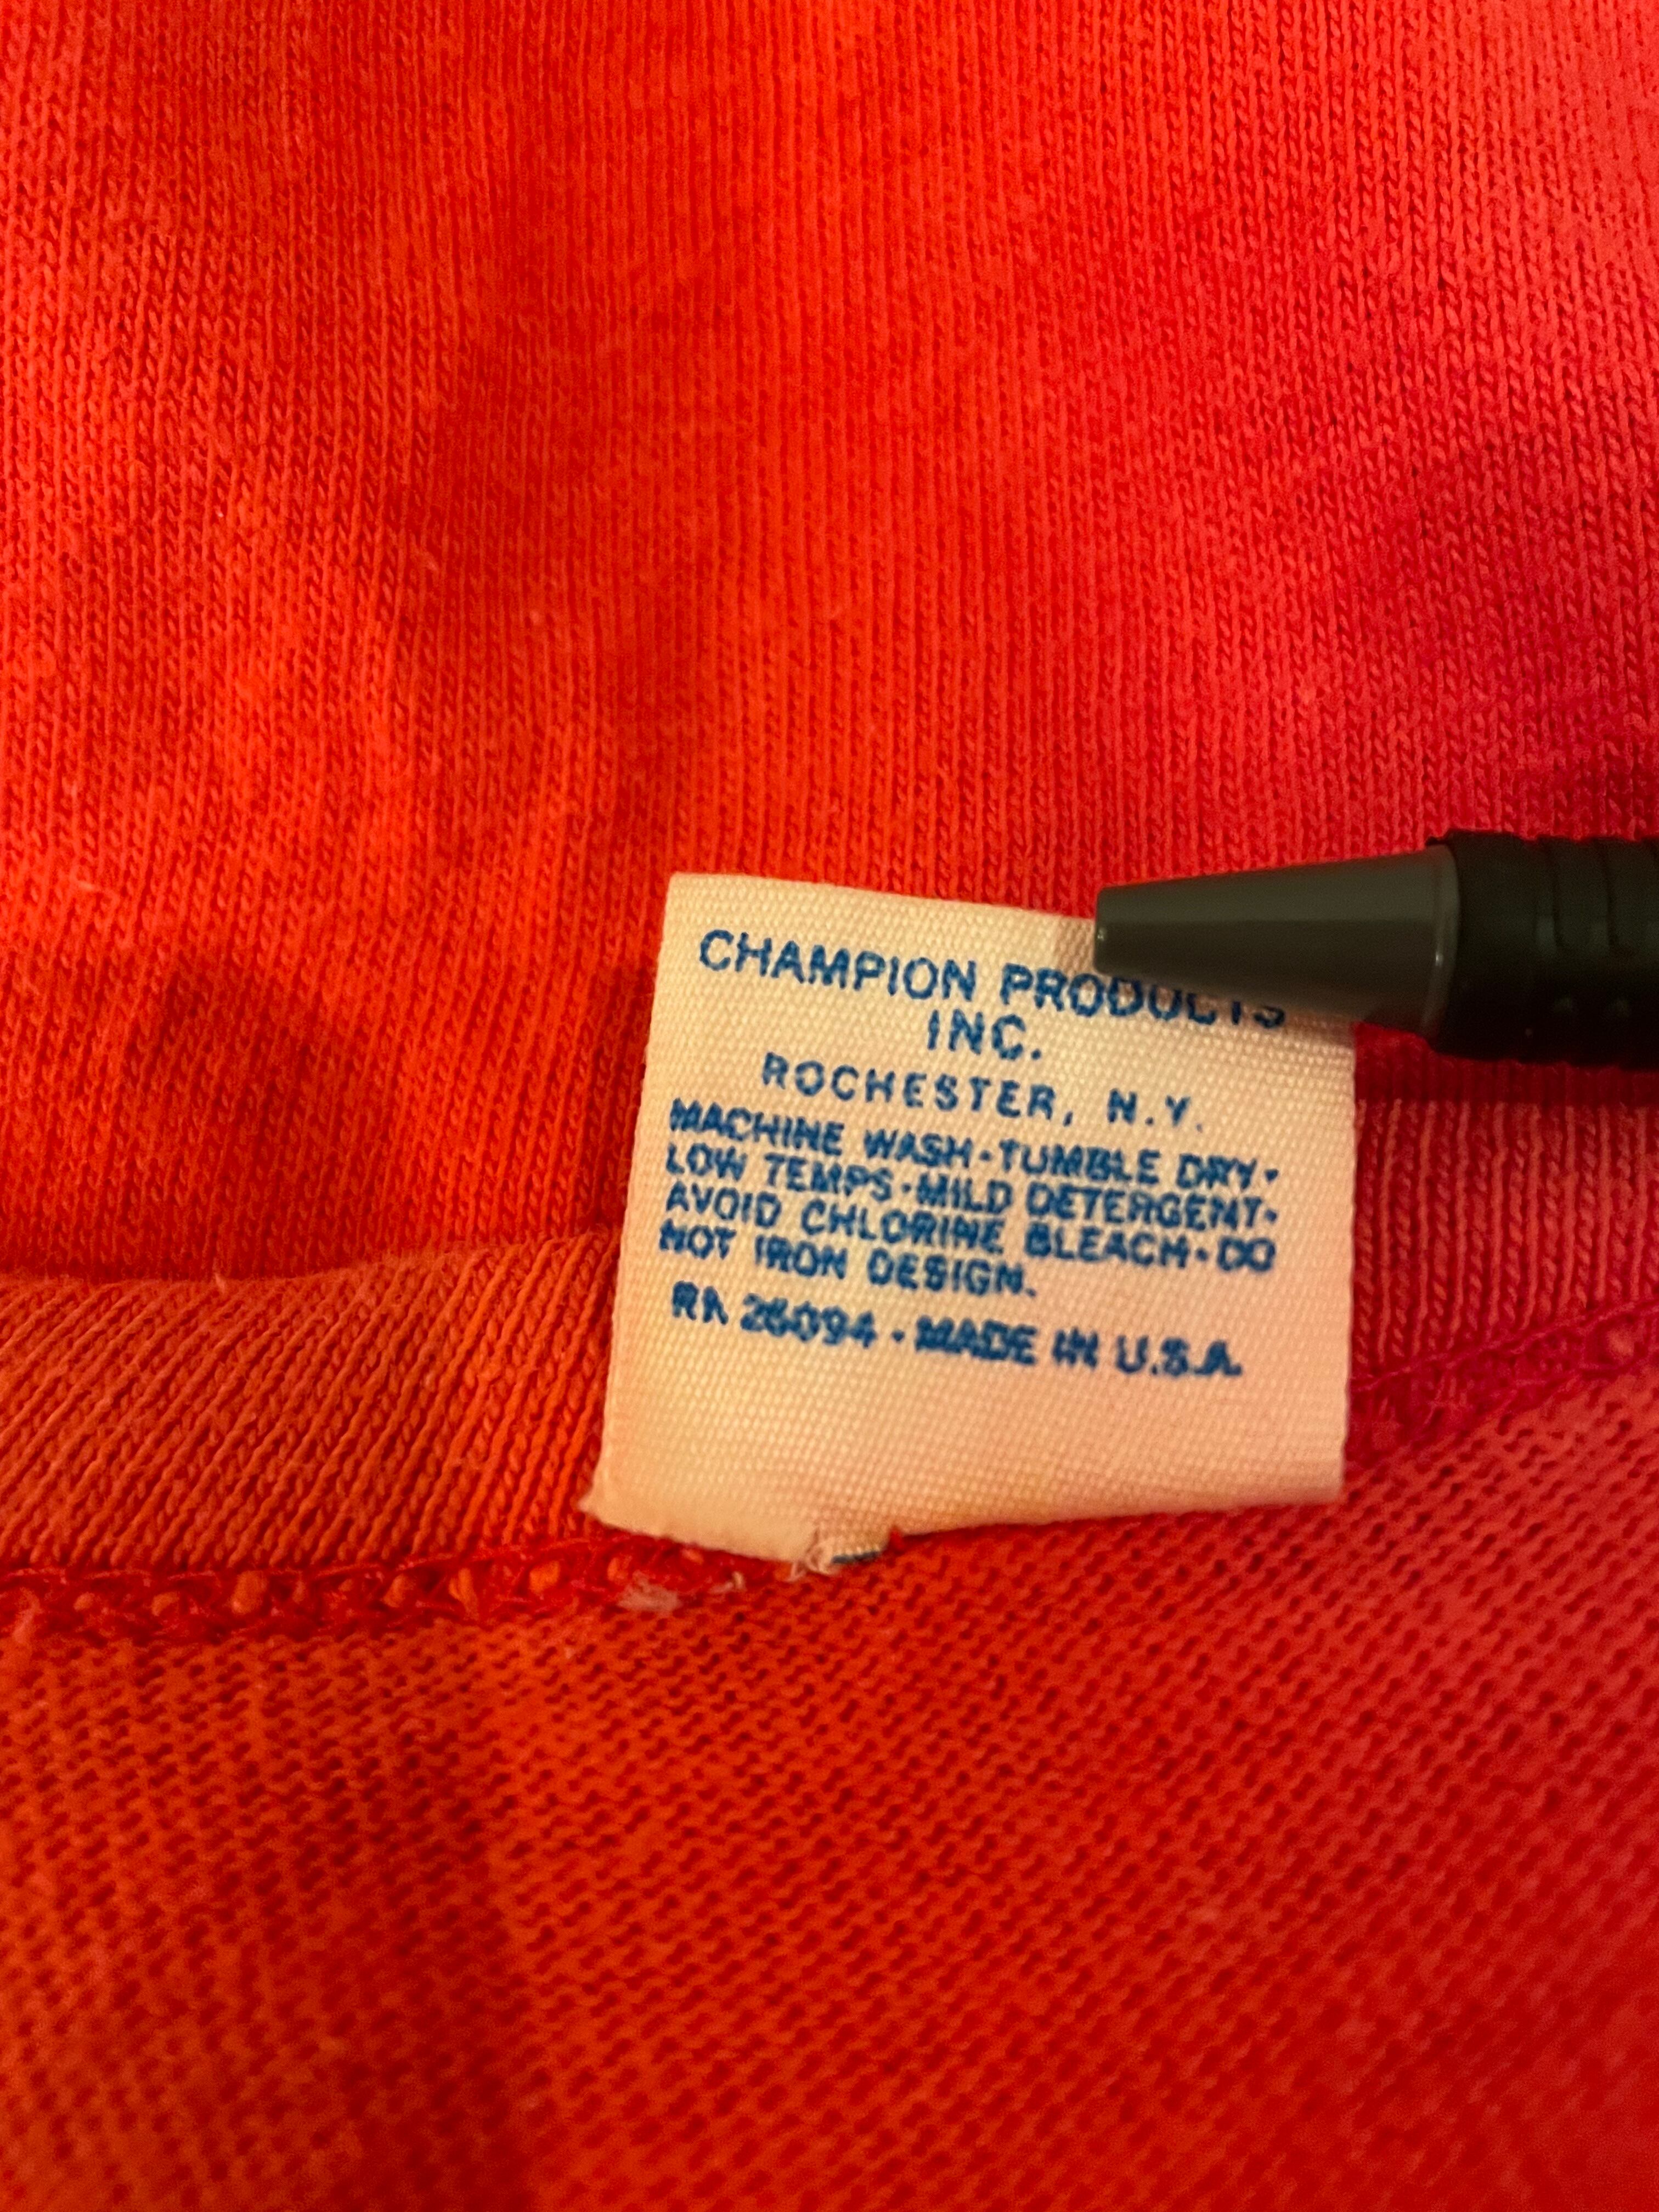 CHAMPION PRODUCTS
INC.
ROCHESTER, N.Y.
MACHINE WASH-TUMBLE DRY-
LOW TEMPS-MILD DETERGENT-
AVOID CHLORINE BLEACH-DO
NOT IRON DESIGN.
RN 26094 - MADE IN U.S.A.